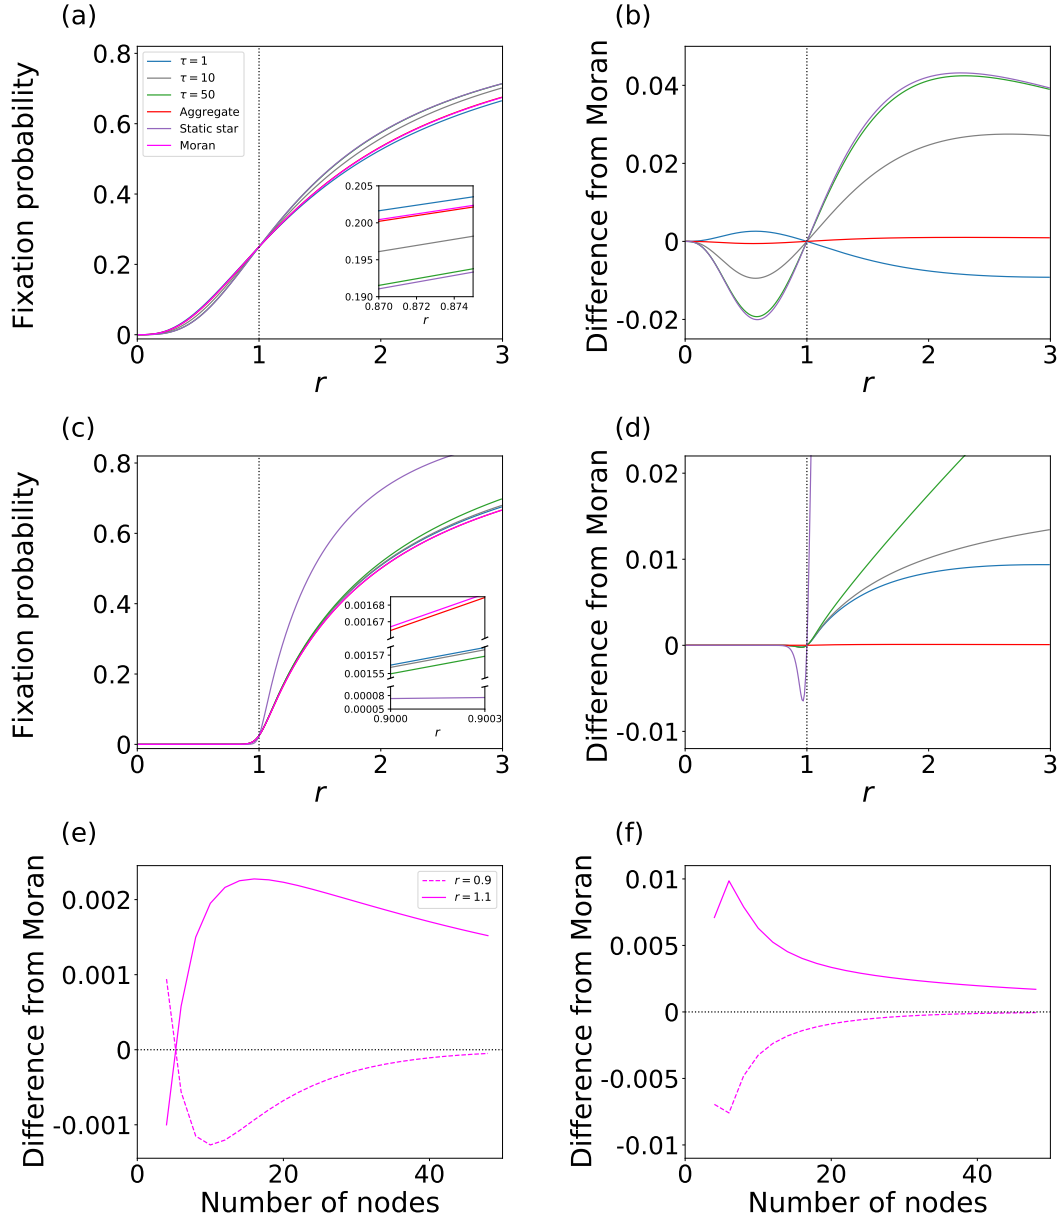 (a)
Fixation probability
0.8
0.6
0.4
0.2
0
τ = 1
τ = 10
τ = 50
Aggregate
Static star
Moran
0.205
0.200
0.195
0.190
0.870 0.872 0.874
r
0 1 2 3
r
(b)
Difference from Moran
0.04
0.02
0
-0.02
0 1 2 3
r
(c)
Fixation probability
0.8
0.6
0.4
0.2
0
0.00168
0.00167
0.00157
0.00155
0.00008
0.00005
0.9000 0.9003
r
0 1 2 3
r
(d)
Difference from Moran
0.02
0.01
0
-0.01
0 1 2 3
r
(e)
Difference from Moran
0.002
0.001
0
-0.001
r = 0.9
r = 1.1
0 20 40
Number of nodes
(f)
Difference from Moran
0.01
0.005
0
-0.005
-0.01
0 20 40
Number of nodes